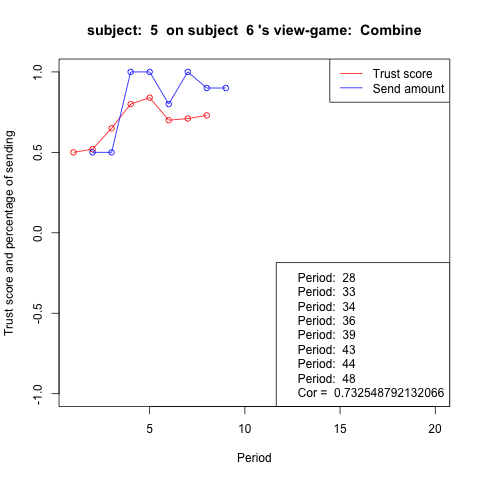 subject:  5  on subject  6 's view-game:  Combine
Trust score
Send amount
Trust score and percentage of sending
1.0
0.5
0.0
-0.5
-1.0
Period:  28
Period:  33
Period:  34
Period:  36
Period:  39
Period:  43
Period:  44
Period:  48
Cor =  0.732548792132066
5
10
15
20
Period